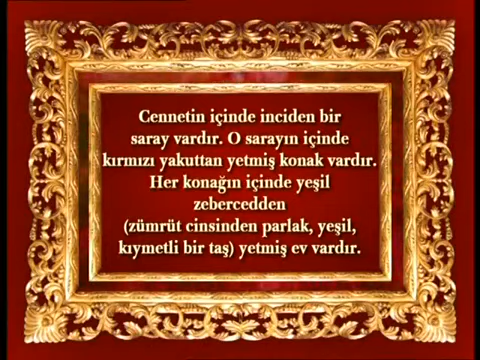 Cennetin içinde inciden bir
saray vardır. O sarayın içinde
kırmızı yakuttan yetmiş konak vardır.
Her konağın içinde yeşil
zebercedden
(zümrüt cinsinden parlak, yeşil,
kıymetli bir taş) yetmiş ev vardır.